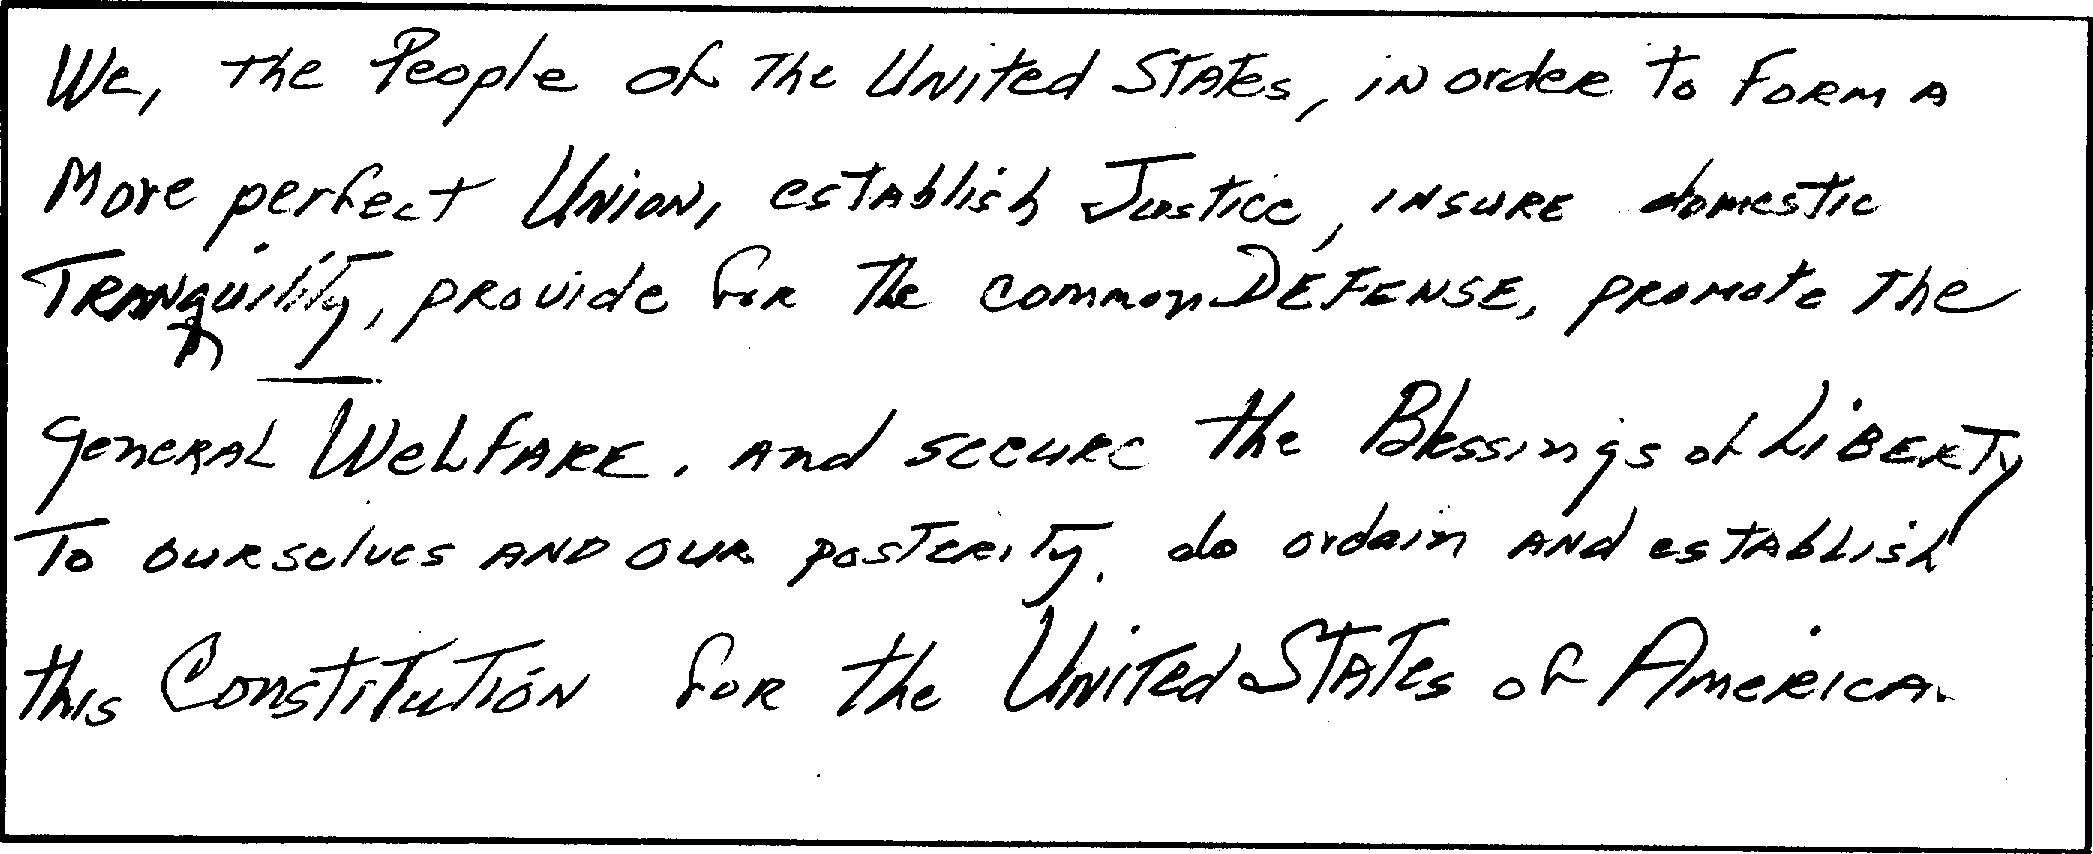 We, the People of The United States, in order to form a
More perfect Union, establish Justice, insure domestic
Tranquility, provide for the common DEFENSE, promote the
general Welfare. and secure the Blessings of Liberty
To ourselves and our posterity. do ordain and establish
this Constitution for the United States of America.